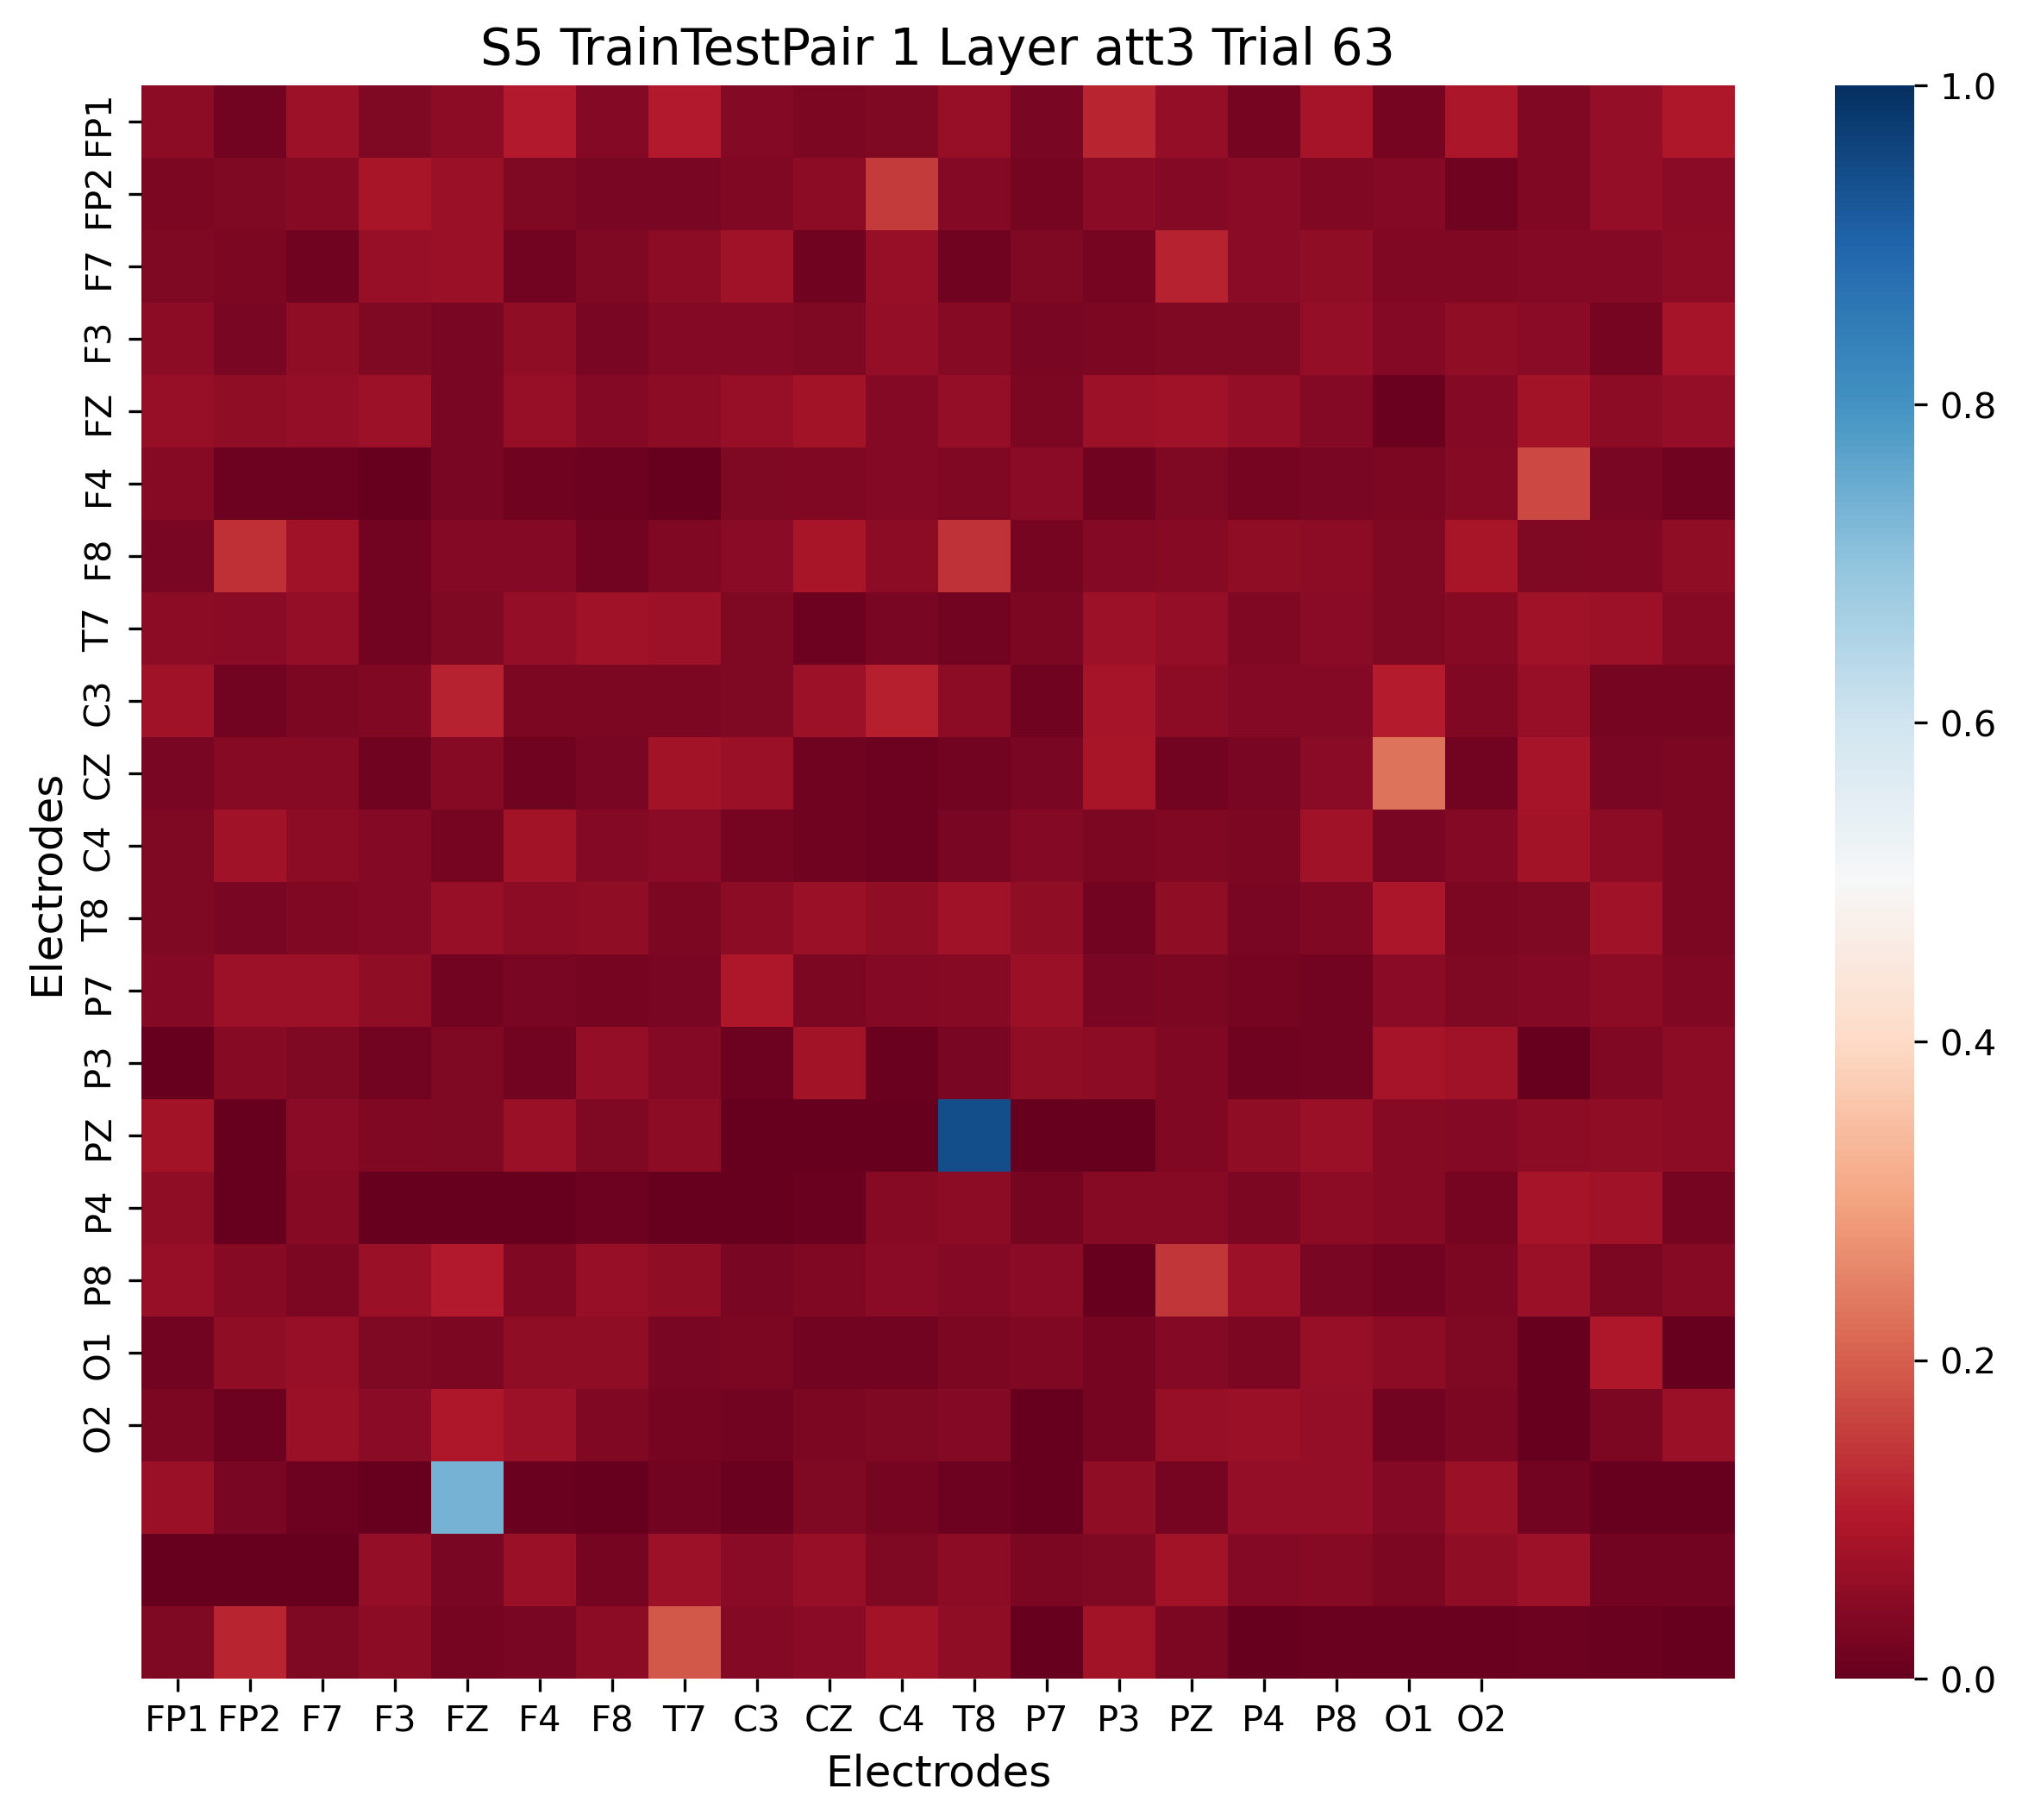 S5 TrainTestPair 1 Layer att3 Trial 63
Electrodes
FP1
FP2
F7
F3
FZ
F4
F8
T7
C3
CZ
C4
T8
P7
P3
PZ
P4
P8
O1
O2
FP1 FP2 F7 F3 FZ F4 F8 T7 C3 CZ C4 T8 P7 P3 PZ P4 P8 O1 O2
Electrodes
1.0
0.8
0.6
0.4
0.2
0.0